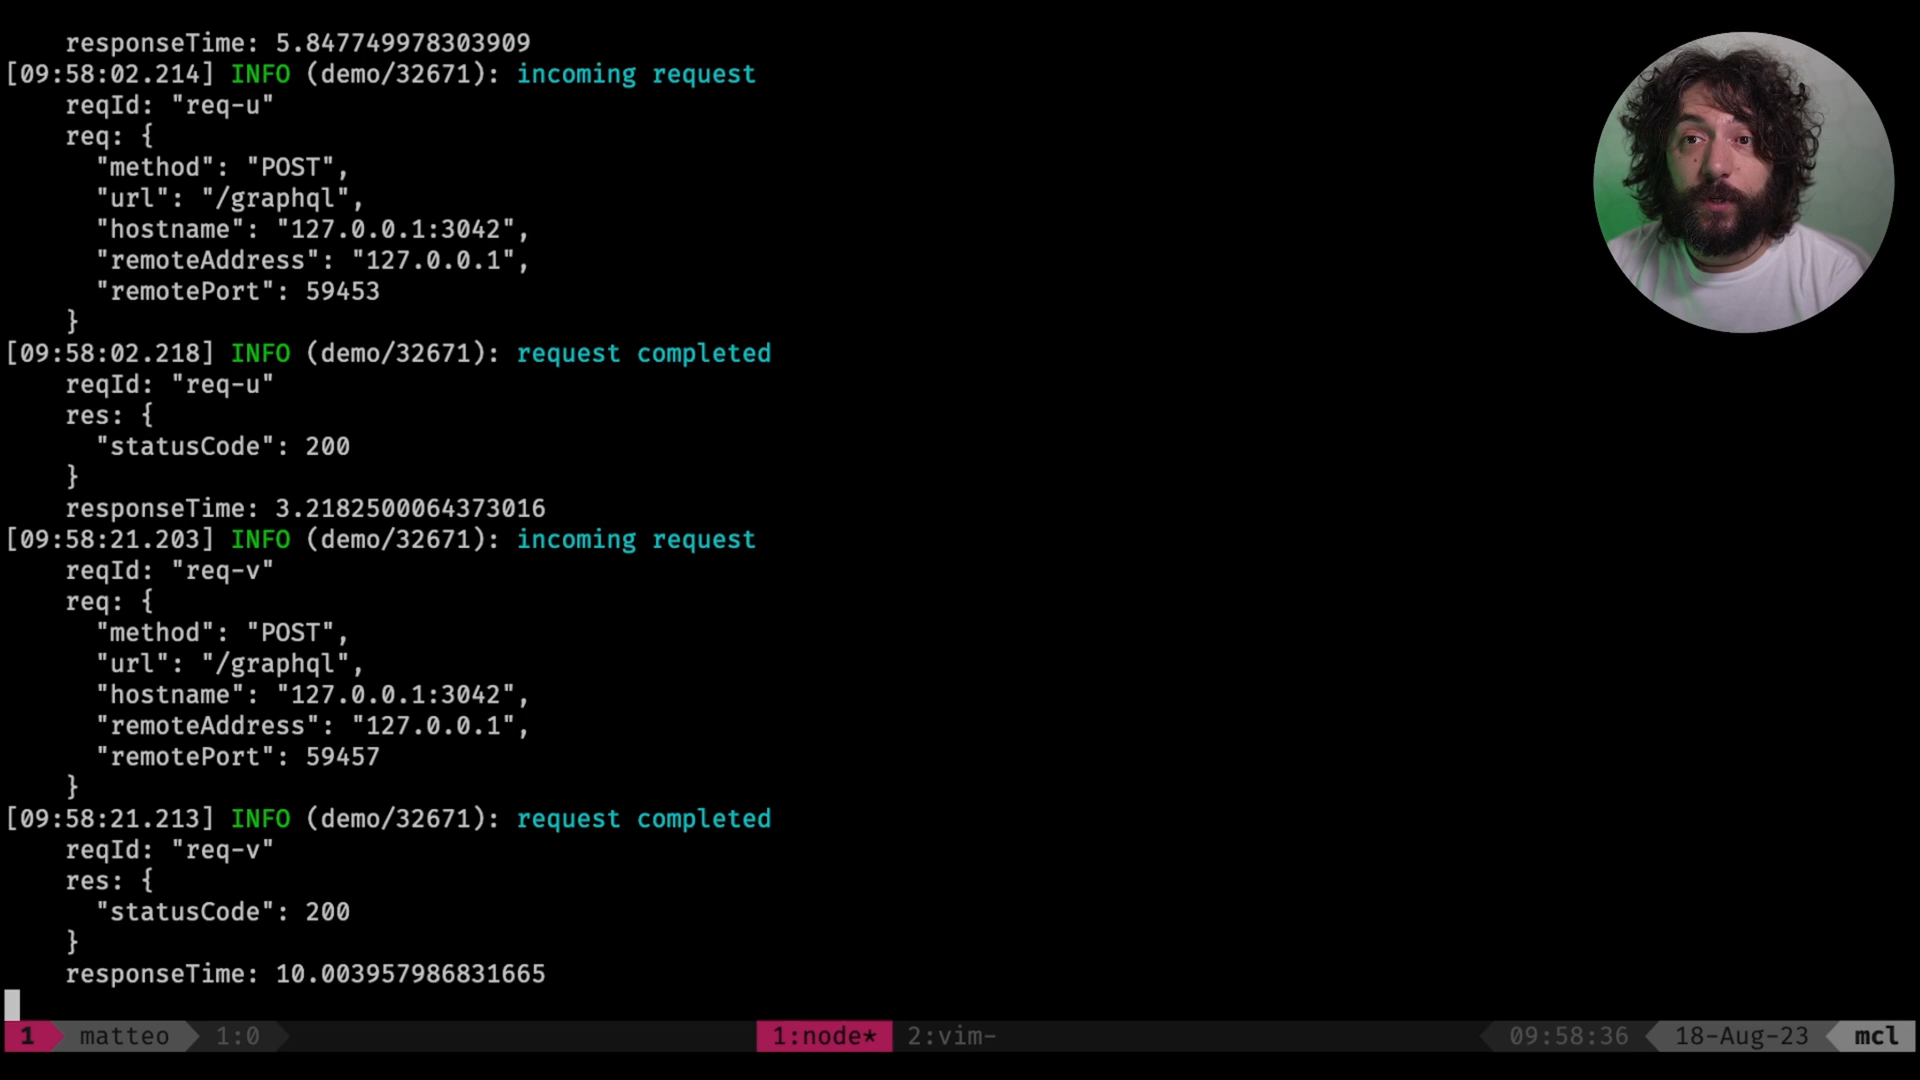 responseTime: 5.847749978303909
[09:58:02.214] INFO (demo/32671): incoming request
reqId: "req-u"
req: {
"method": "POST",
"url": "/graphql",
"hostname": "127.0.0.1:3042",
"remoteAddress": "127.0.0.1",
"remotePort": 59453
}
[09:58:02.218] INFO (demo/32671): request completed
reqId: "req-u"
res: {
"statusCode": 200
}
responseTime: 3.2182500064373016
[09:58:21.203] INFO (demo/32671): incoming request
reqId: "req-v"
req: {
"method": "POST",
"url": "/graphql",
"hostname": "127.0.0.1:3042",
"remoteAddress": "127.0.0.1",
"remotePort": 59457
}
[09:58:21.213] INFO (demo/32671): request completed
reqId: "req-v"
res: {
"statusCode": 200
}
responseTime: 10.003957986831665
1 matteo 1:0 1:node* 2:vim- 09:58:36 18-Aug-23 mcl